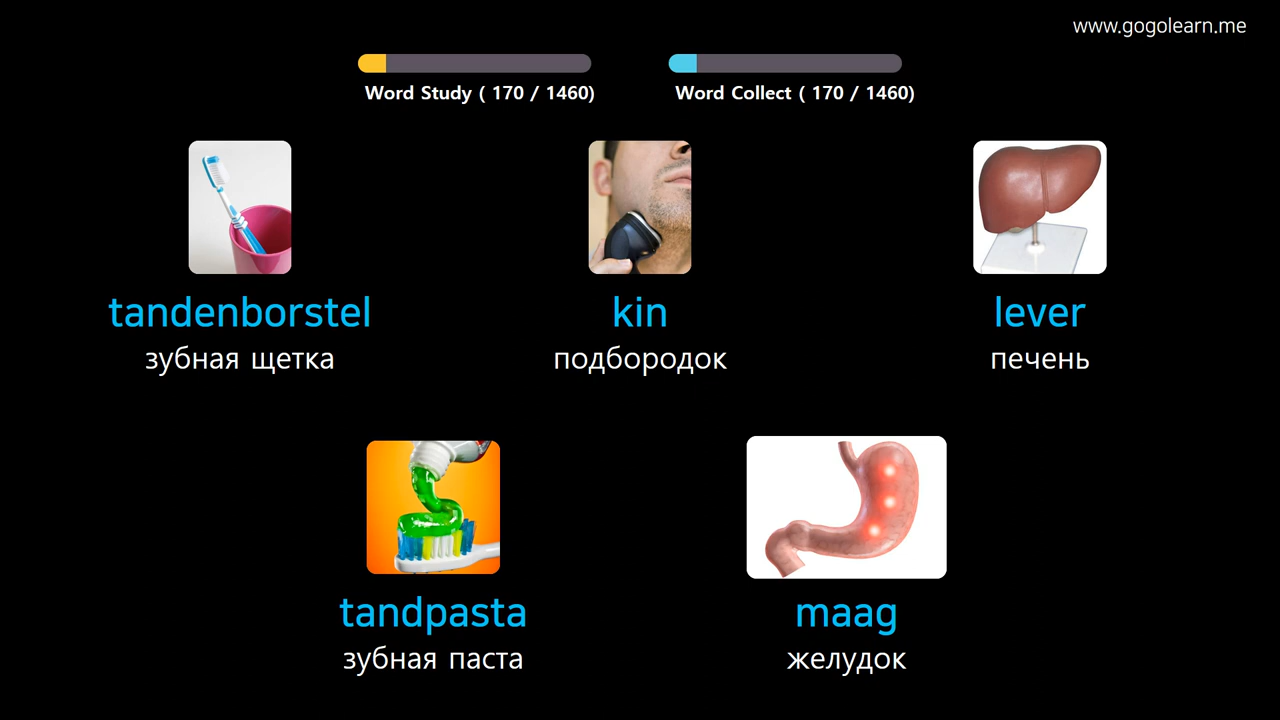 www.gogolearn.me
Word Study ( 170 / 1460)
Word Collect ( 170 / 1460)
tandenborstel
зубная щетка
kin
подбородок
lever
печень
tandpasta
зубная паста
maag
желудок